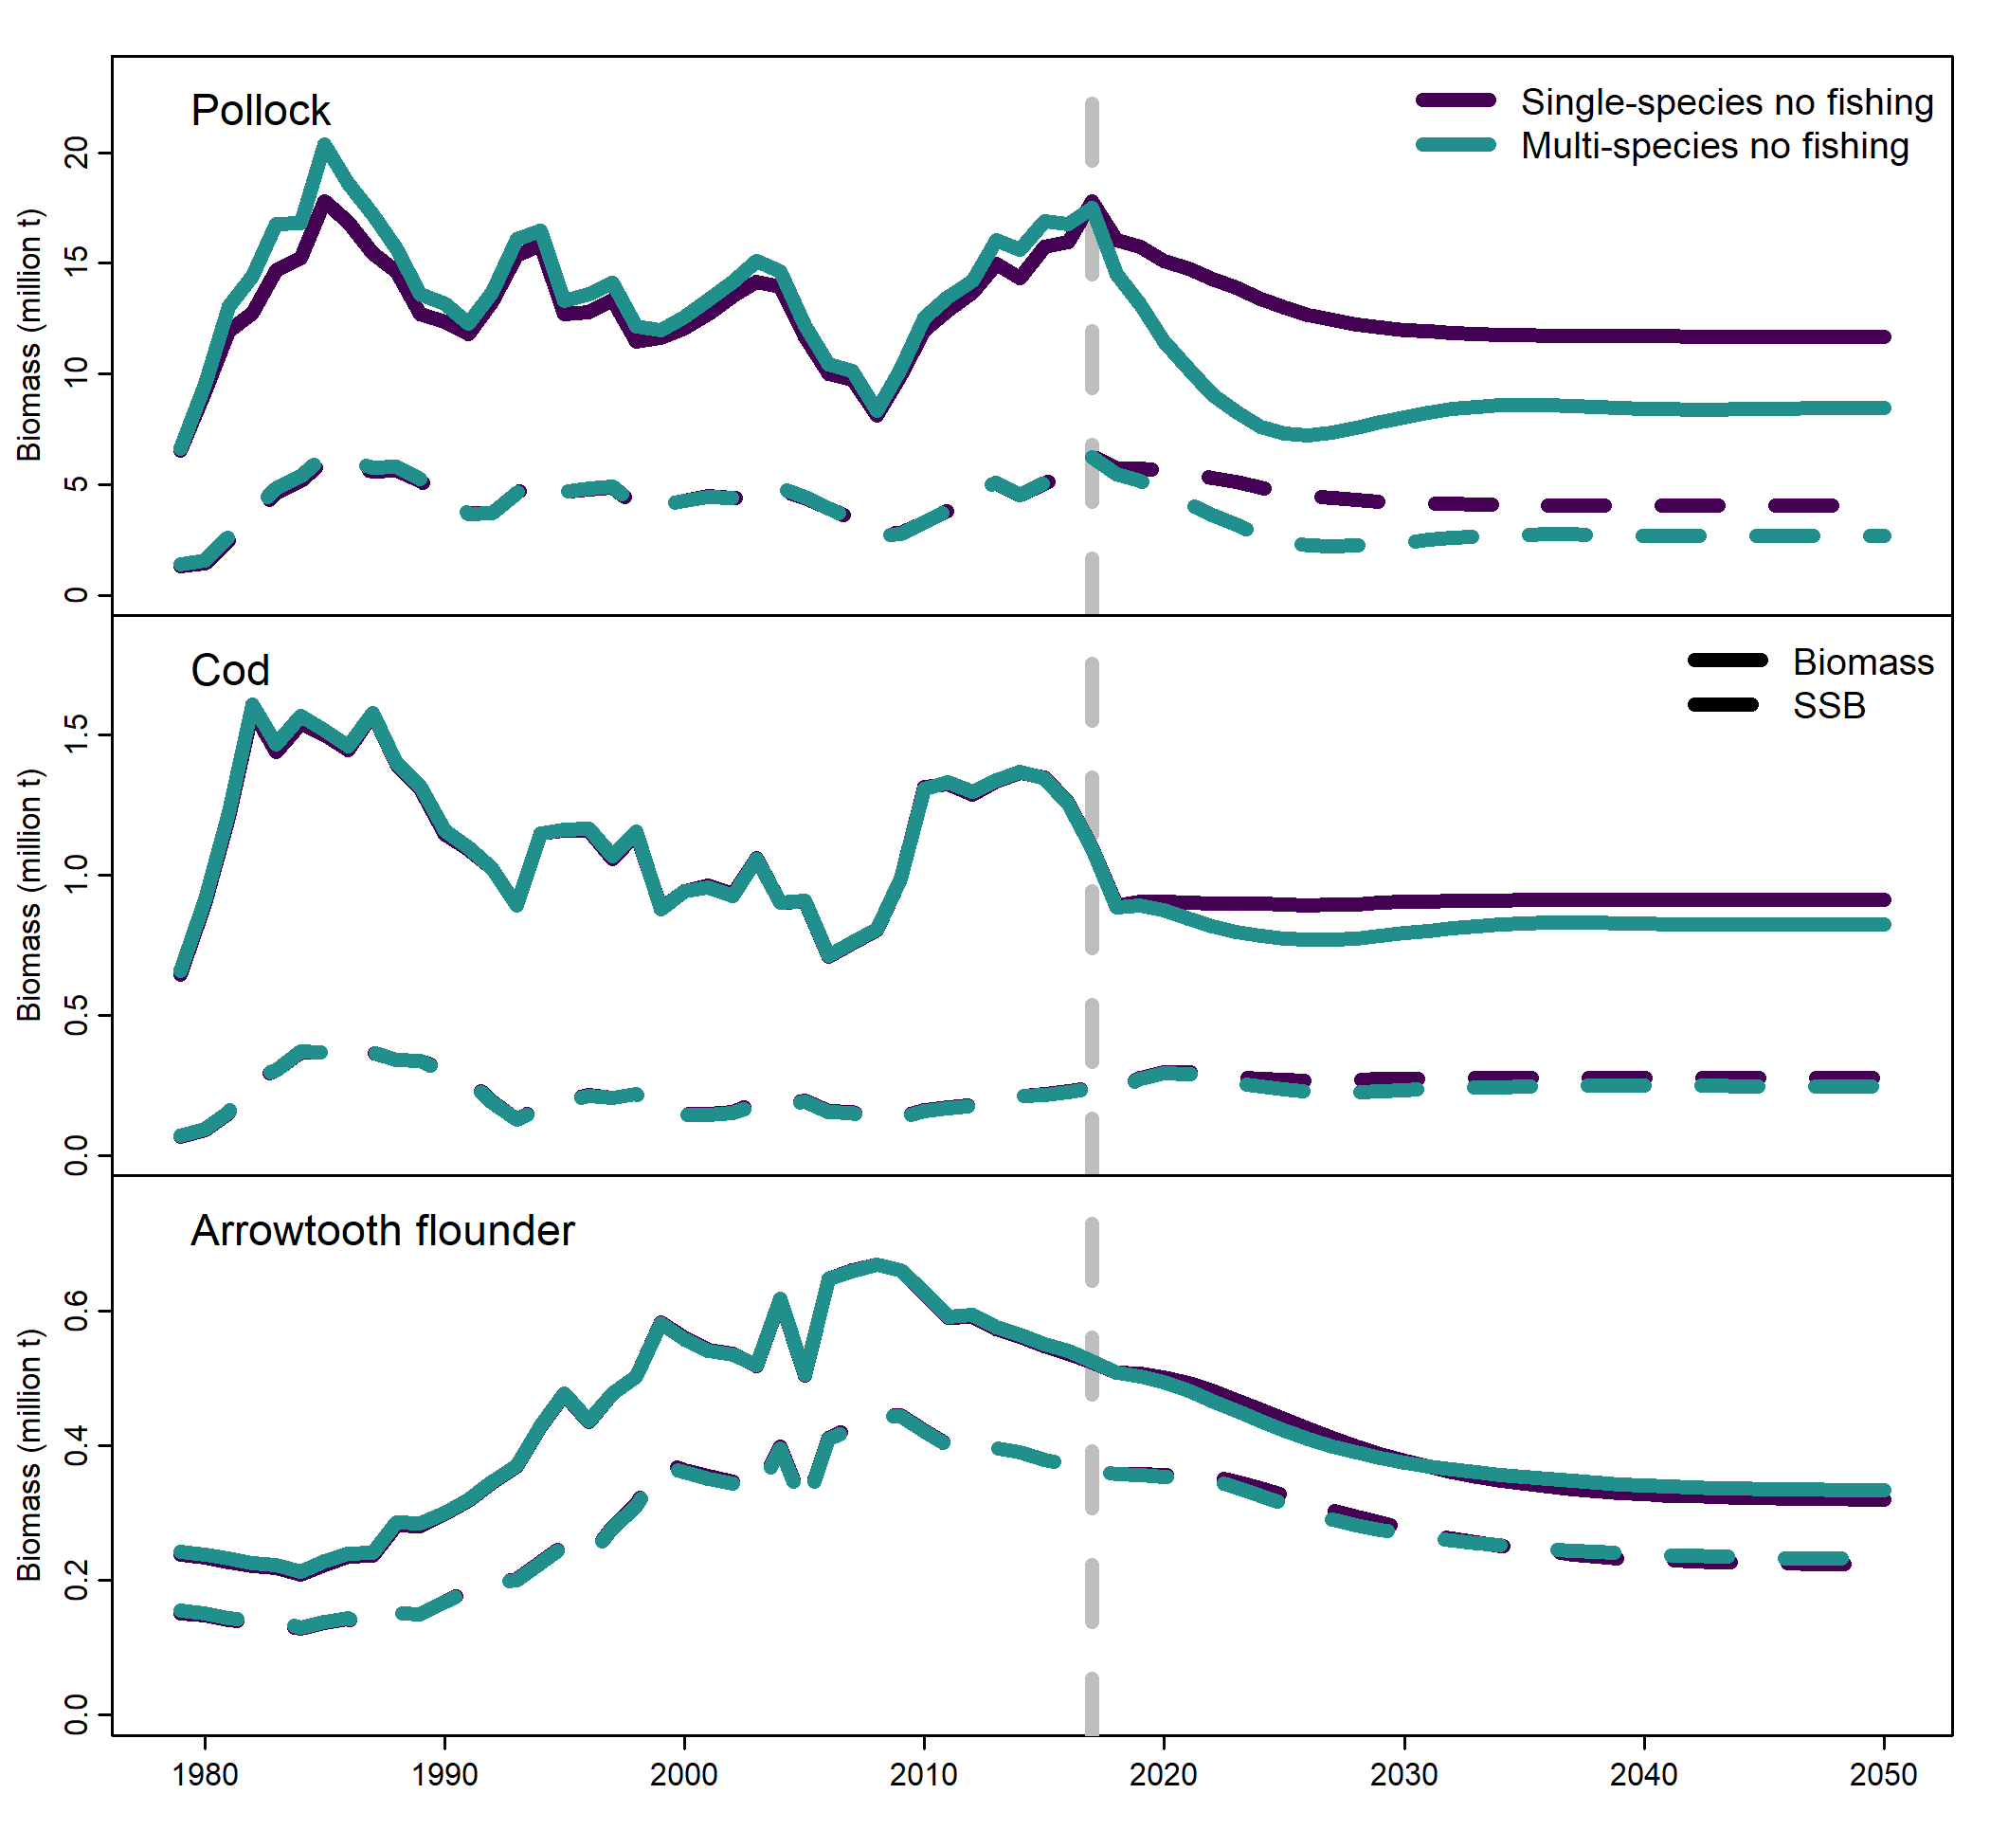 Pollock
Single-species no fishing
Multi-species no fishing
Biomass (million t)
20
15
10
5
0
Cod
Biomass
SSB
Biomass (million t)
1.5
1.0
0.5
0.0
Arrowtooth flounder
Biomass (million t)
0.6
0.4
0.2
0.0
1980 1990 2000 2010 2020 2030 2040 2050